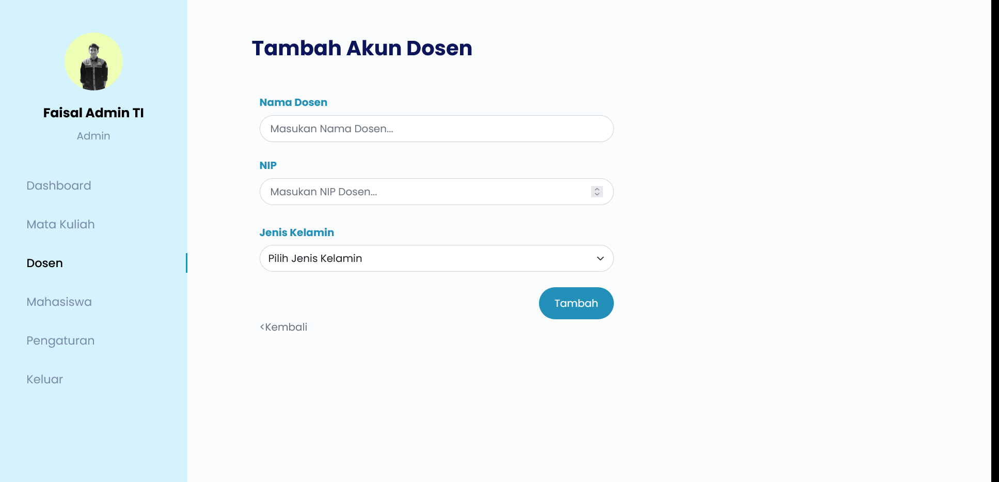 Faisal Admin TI
Admin
Dashboard
Mata Kuliah
Dosen
Mahasiswa
Pengaturan
Keluar
Tambah Akun Dosen
Nama Dosen
Masukan Nama Dosen...
NIP
Masukan NIP Dosen...
Jenis Kelamin
Pilih Jenis Kelamin
Tambah
<Kembali